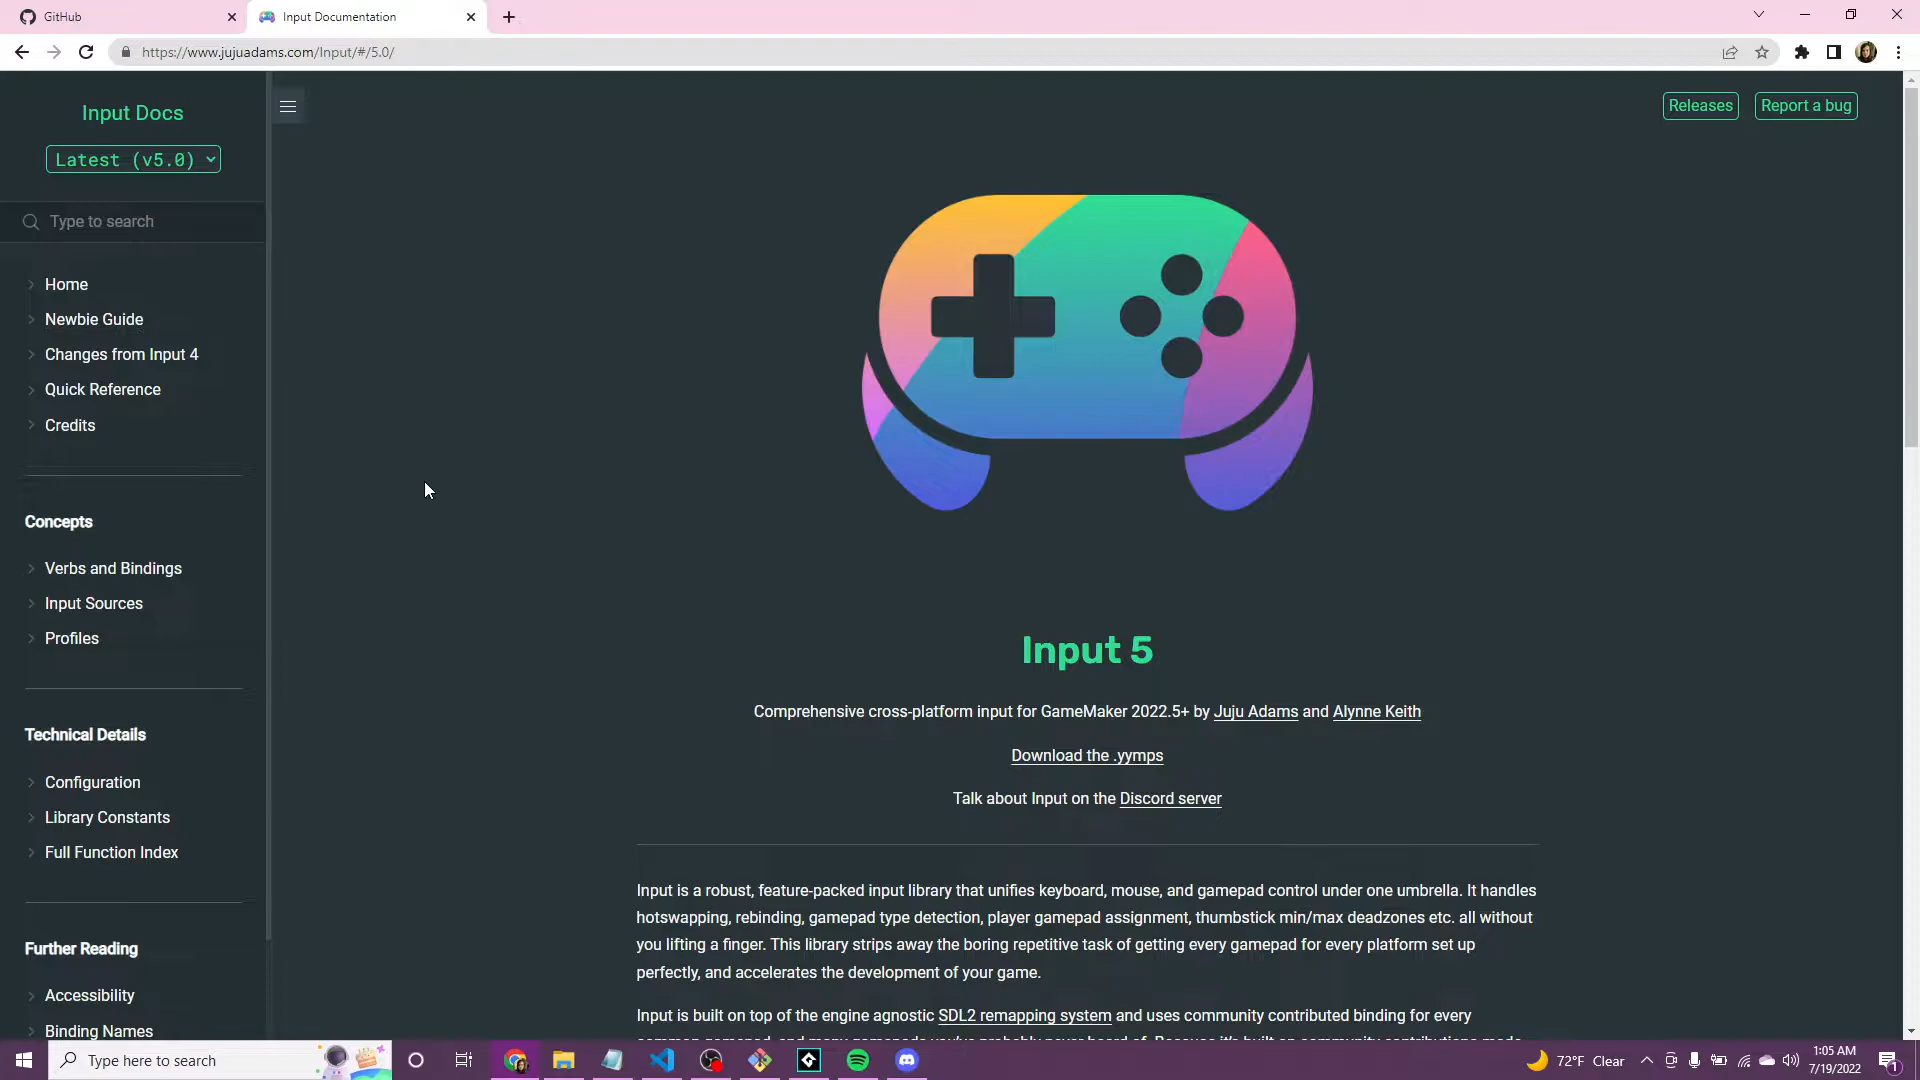 GitHub
Input Documentation
https://www.jujuadams.com/Input/#/5.0/
Input Docs
Latest (v5.0)
Type to search
Home
Newbie Guide
Changes from Input 4
Quick Reference
Credits
Concepts
Verbs and Bindings
Input Sources
Profiles
Technical Details
Configuration
Library Constants
Full Function Index
Further Reading
Accessibility
Binding Names
Releases
Report a bug
Input 5
Comprehensive cross-platform input for GameMaker 2022.5+ by Juju Adams and Alynne Keith
Download the .yymps
Talk about Input on the Discord server
Input is a robust, feature-packed input library that unifies keyboard, mouse, and gamepad control under one umbrella. It handles
hotswapping, rebinding, gamepad type detection, player gamepad assignment, thumbstick min/max deadzones etc. all without
you lifting a finger. This library strips away the boring repetitive task of getting every gamepad for every platform set up
perfectly, and accelerates the development of your game.
Input is built on top of the engine agnostic SDL2 remapping system and uses community contributed binding for every
Type here to search
72°F Clear
1:05 AM
7/19/2022
1